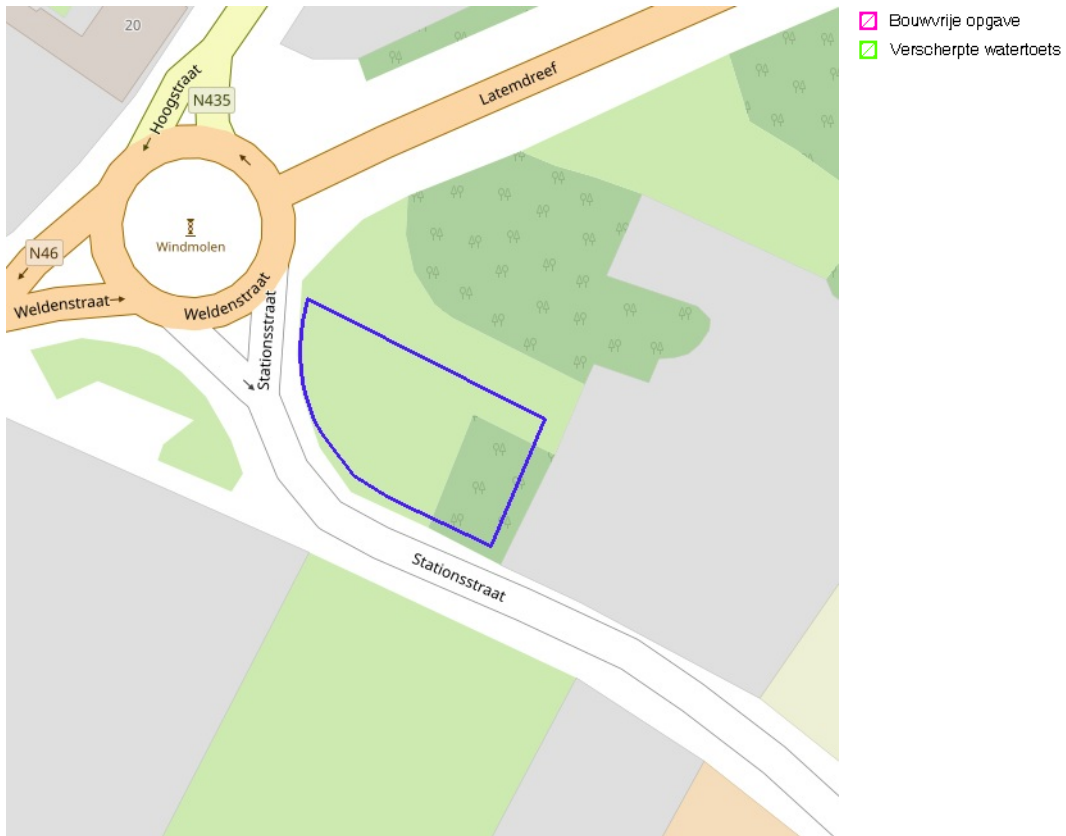 20
Hoogstraat
N435
Latemdreef
Windmolen
N46
Weldenstraat
Weldenstraat
Stationsstraat
Stationsstraat
Bouwvrije opgave
Verscherpte watertoets